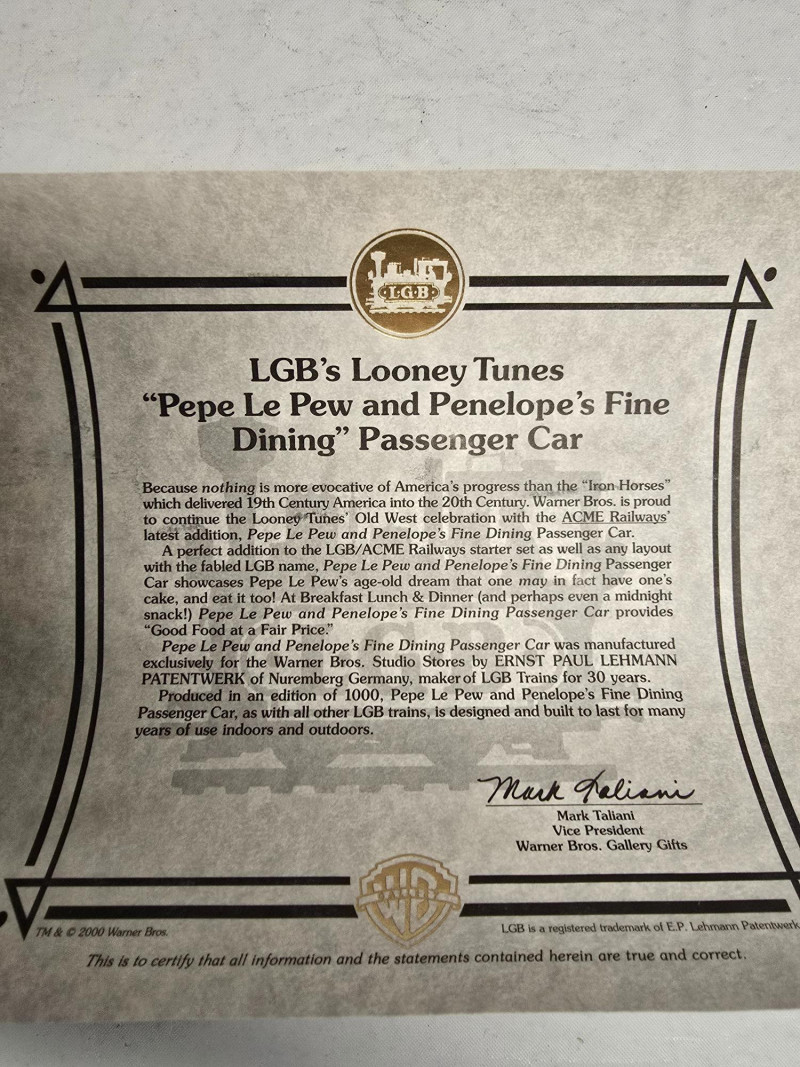 L·G·B
LGB's Looney Tunes
"Pepe Le Pew and Penelope's Fine
Dining" Passenger Car
Because nothing is more evocative of America's progress than the "Iron Horses"
which delivered 19th Century America into the 20th Century. Warner Bros. is proud
to continue the Looney Tunes' Old West celebration with the ACME Railways'
latest addition, Pepe Le Pew and Penelope's Fine Dining Passenger Car.
A perfect addition to the LGB/ACME Railways starter set as well as any layout
with the fabled LGB name, Pepe Le Pew and Penelope's Fine Dining Passenger
Car showcases Pepe Le Pew's age-old dream that one may in fact have one's
cake, and eat it too! At Breakfast Lunch & Dinner (and perhaps even a midnight
snack!) Pepe Le Pew and Penelope's Fine Dining Passenger Car provides
"Good Food at a Fair Price."
Pepe Le Pew and Penelope's Fine Dining Passenger Car was manufactured
exclusively for the Warner Bros. Studio Stores by ERNST PAUL LEHMANN
PATENTWERK of Nuremberg Germany, maker of LGB Trains for 30 years.
Produced in an edition of 1000, Pepe Le Pew and Penelope's Fine Dining
Passenger Car, as with all other LGB trains, is designed and built to last for many
years of use indoors and outdoors.
Mark Taliani
Mark Taliani
Vice President
Warner Bros. Gallery Gifts
WB
GALLERY
TM & © 2000 Warner Bros.
LGB is a registered trademark of E.P. Lehmann Patentwerk
This is to certify that all information and the statements contained herein are true and correct.